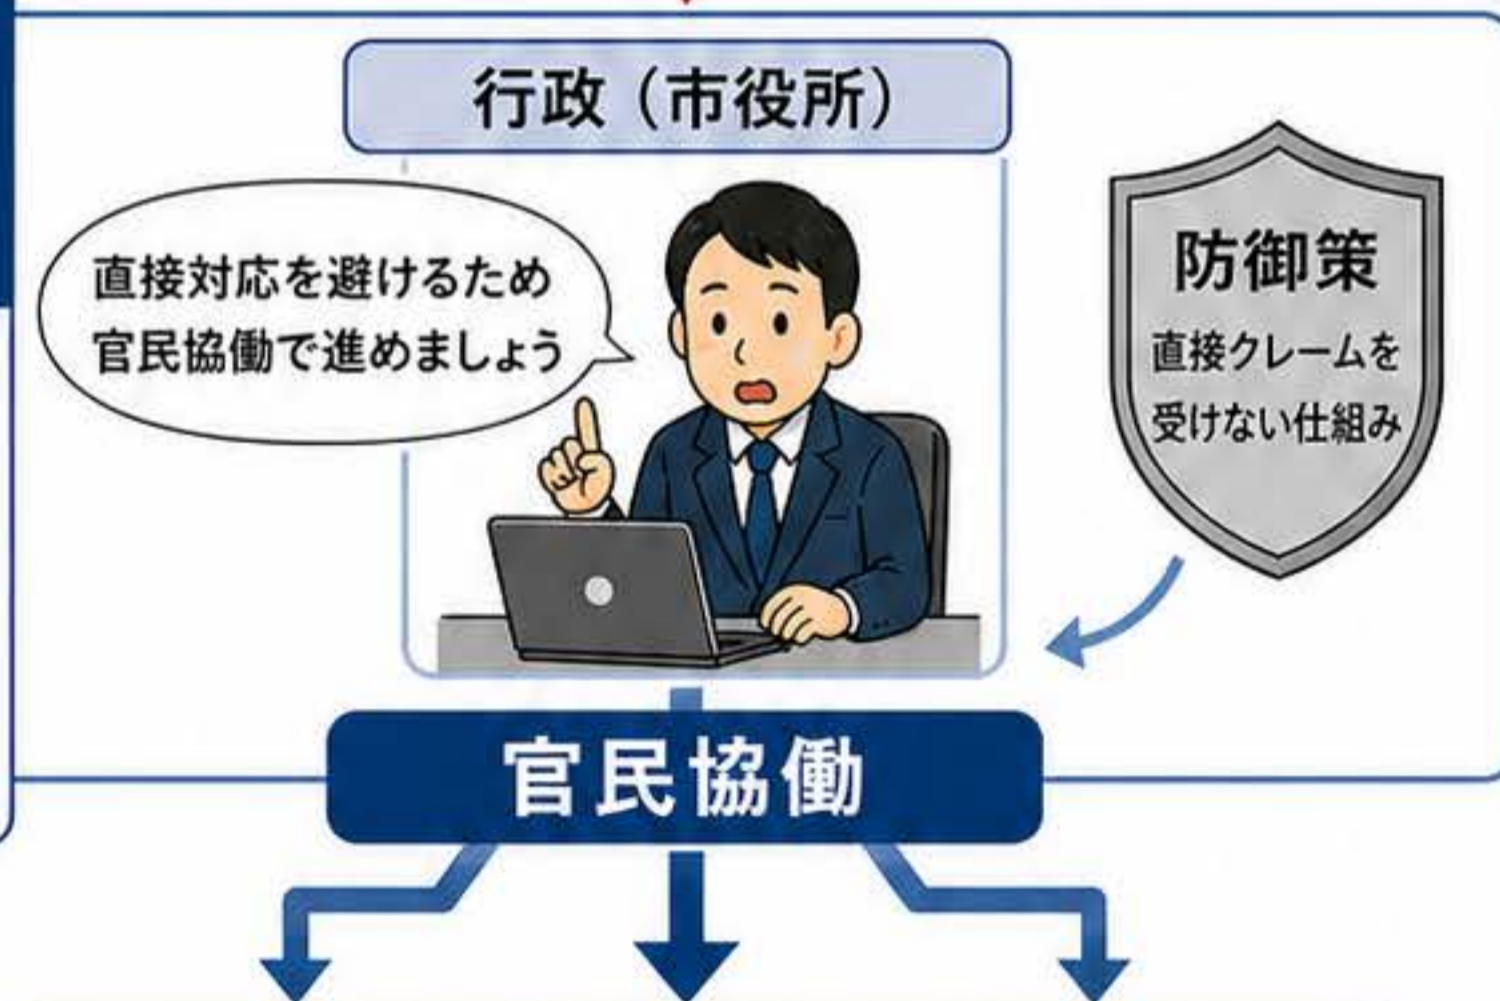 行政（市役所）
直接対応を避けるため
官民協働で進めましょう
防御策
直接クレームを
受けない仕組み
官民協働